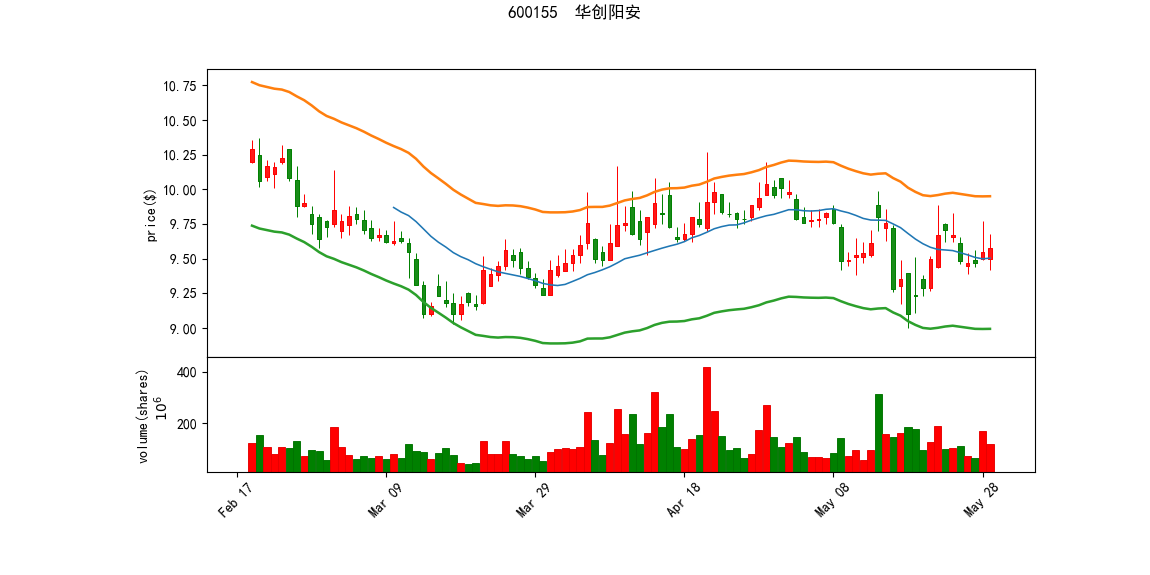 600155 华创阳安
price($)
10.75
10.50
10.25
10.00
9.75
9.50
9.25
9.00
volume(shares)
10^6
400
200
Feb 17
Mar 09
Mar 29
Apr 18
May 08
May 28